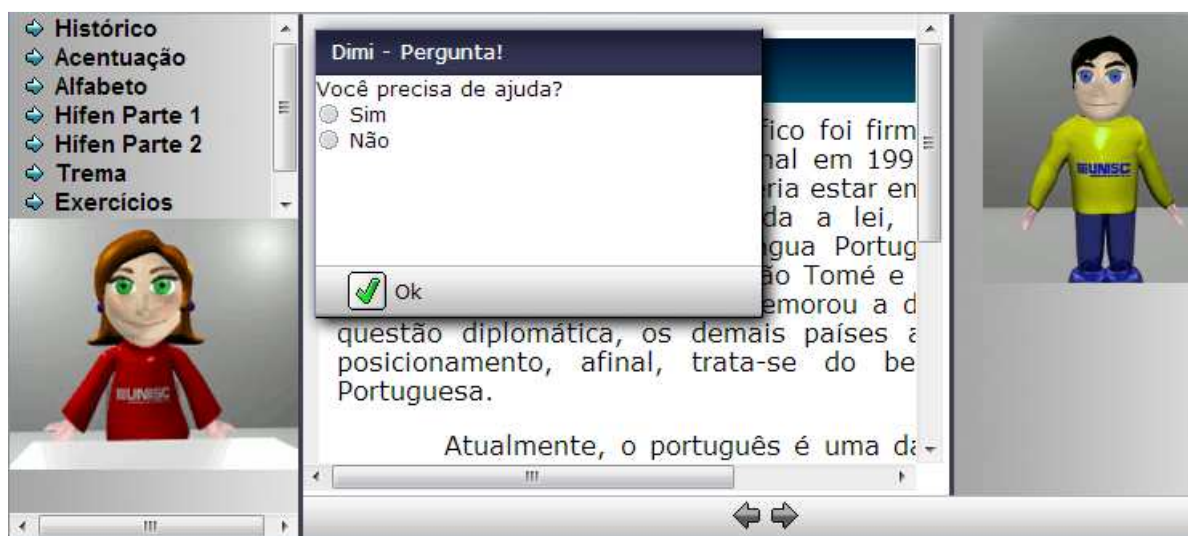 Histórico
Acentuação
Alfabeto
Hífen Parte 1
Hífen Parte 2
Trema
Exercícios
UNISC
Dimi - Pergunta!
Você precisa de ajuda?
Sim
Não
Ok
fico foi firm
nal em 199
ria estar en
da a lei,
gua Portug
ão Tomé e
emorou a d
questão diplomática, os demais países a
posicionamento, afinal, trata-se do be
Portuguesa.
Atualmente, o português é uma da
UNISC